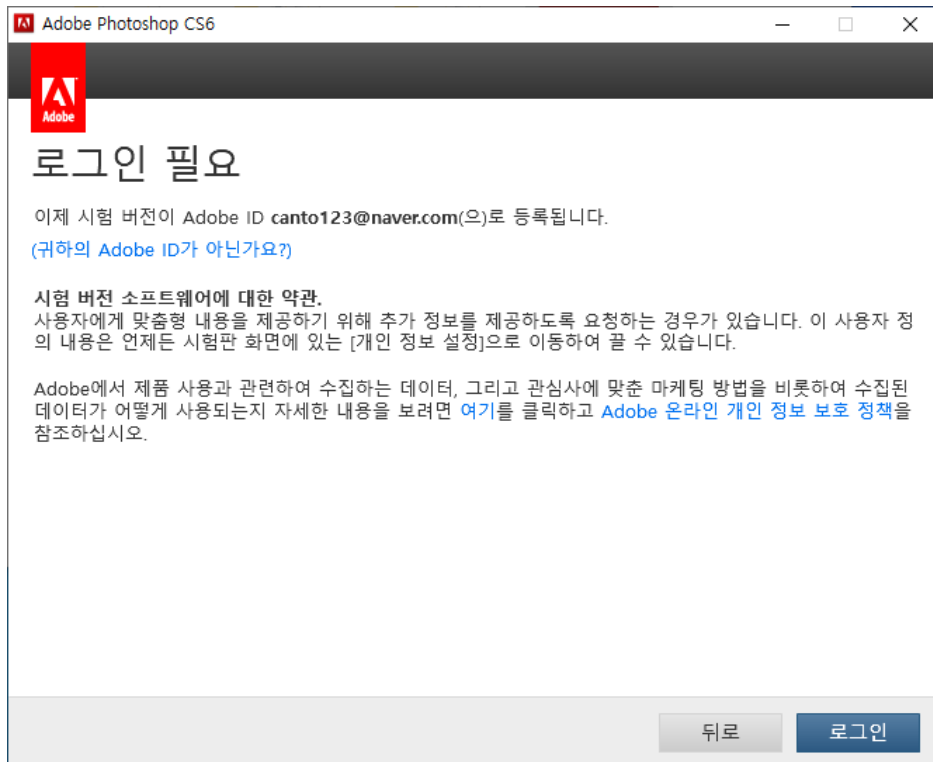 Adobe Photoshop CS6
Adobe
로그인 필요
이제 시험 버전이 Adobe ID canto123@naver.com(으)로 등록됩니다.
(귀하의 Adobe ID가 아닌가요?)
시험 버전 소프트웨어에 대한 약관.
사용자에게 맞춤형 내용을 제공하기 위해 추가 정보를 제공하도록 요청하는 경우가 있습니다. 이 사용자 정
의 내용은 언제든 시험판 화면에 있는 [개인 정보 설정]으로 이동하여 끌 수 있습니다.
Adobe에서 제품 사용과 관련하여 수집하는 데이터, 그리고 관심사에 맞춘 마케팅 방법을 비롯하여 수집된
데이터가 어떻게 사용되는지 자세한 내용을 보려면 여기를 클릭하고 Adobe 온라인 개인 정보 보호 정책을
참조하십시오.
뒤로
로그인